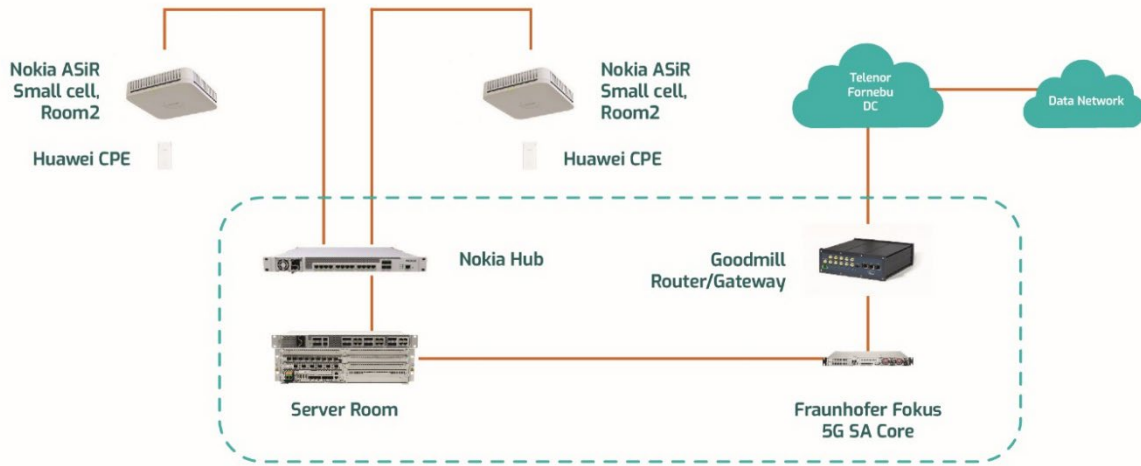 Nokia ASiR
Small cell,
Room2
Huawei CPE
Nokia ASiR
Small cell,
Room2
Huawei CPE
Telenor
Fornebu
DC
Data Network
Nokia Hub
Goodmill
Router/Gateway
Server Room
Fraunhofer Fokus
5G SA Core